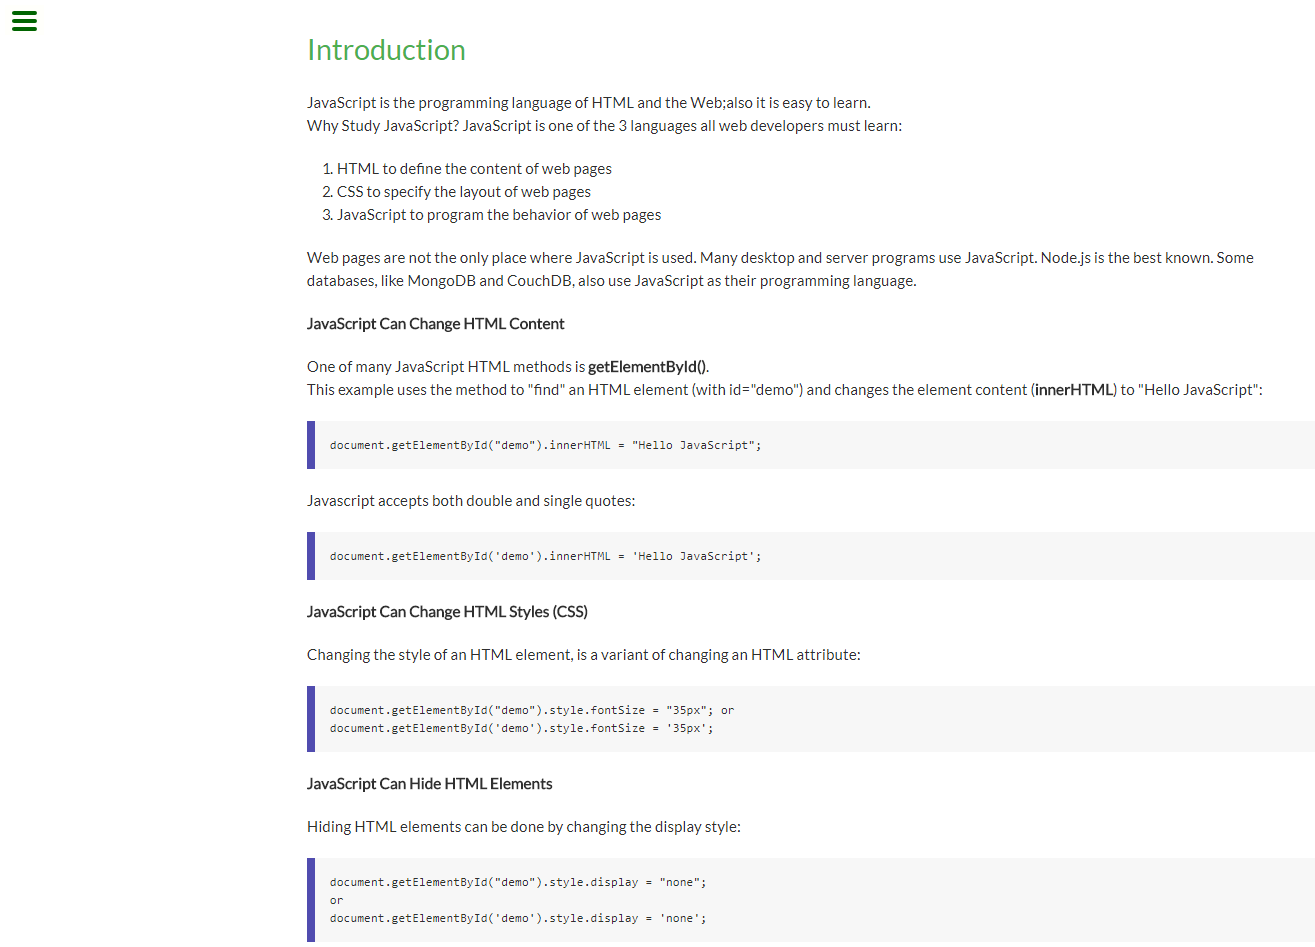 Introduction
JavaScript is the programming language of HTML and the Web;also it is easy to learn.
Why Study JavaScript? JavaScript is one of the 3 languages all web developers must learn:
1. HTML to define the content of web pages
2. CSS to specify the layout of web pages
3. JavaScript to program the behavior of web pages
Web pages are not the only place where JavaScript is used. Many desktop and server programs use JavaScript. Node.js is the best known. Some
databases, like MongoDB and CouchDB, also use JavaScript as their programming language.
JavaScript Can Change HTML Content
One of many JavaScript HTML methods is getElementById().
This example uses the method to "find" an HTML element (with id="demo") and changes the element content (innerHTML) to "Hello JavaScript":
document.getElementById("demo").innerHTML = "Hello JavaScript";
Javascript accepts both double and single quotes:
document.getElementById('demo').innerHTML = 'Hello JavaScript';
JavaScript Can Change HTML Styles (CSS)
Changing the style of an HTML element, is a variant of changing an HTML attribute:
document.getElementById("demo").style.fontSize = "35px"; or
document.getElementById('demo').style.fontSize = '35px';
JavaScript Can Hide HTML Elements
Hiding HTML elements can be done by changing the display style:
document.getElementById("demo").style.display = "none";
or
document.getElementById('demo').style.display = 'none';